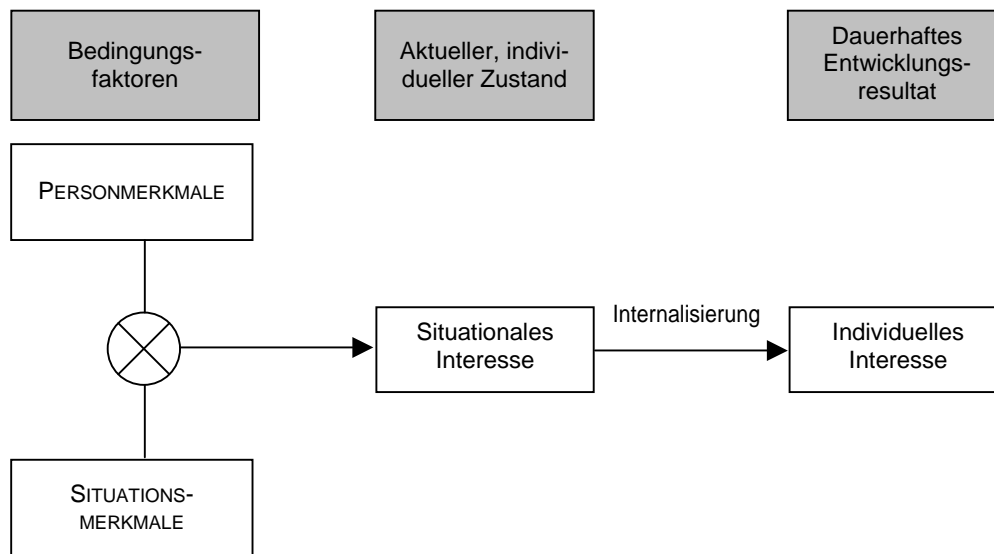 Bedingungs-
faktoren
Aktueller, indivi-
dueller Zustand
Dauerhaftes
Entwicklungs-
resultat
PERSONMERKMALE
Situationales
Interesse
Internalisierung
Individuelles
Interesse
SITUATIONS-
MERKMALE